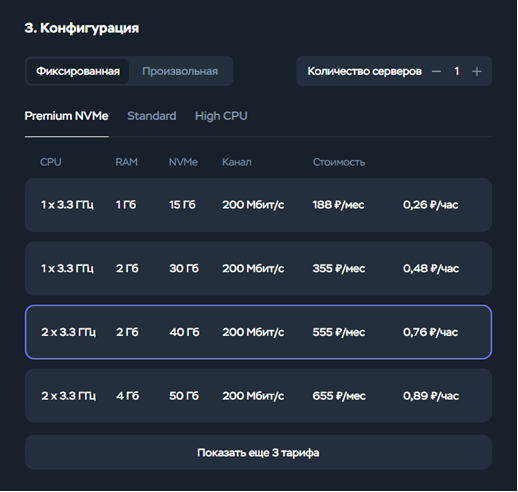 3. Конфигурация
Фиксированная Произвольная Количество серверов − 1 +
Premium NVMe Standard High CPU
CPU RAM NVMe Канал Стоимость
1 x 3.3 ГГц 1 Гб 15 Гб 200 Мбит/с 188 ₽/мес 0,26 ₽/час
1 x 3.3 ГГц 2 Гб 30 Гб 200 Мбит/с 355 ₽/мес 0,48 ₽/час
2 x 3.3 ГГц 2 Гб 40 Гб 200 Мбит/с 555 ₽/мес 0,76 ₽/час
2 x 3.3 ГГц 4 Гб 50 Гб 200 Мбит/с 655 ₽/мес 0,89 ₽/час
Показать еще 3 тарифа